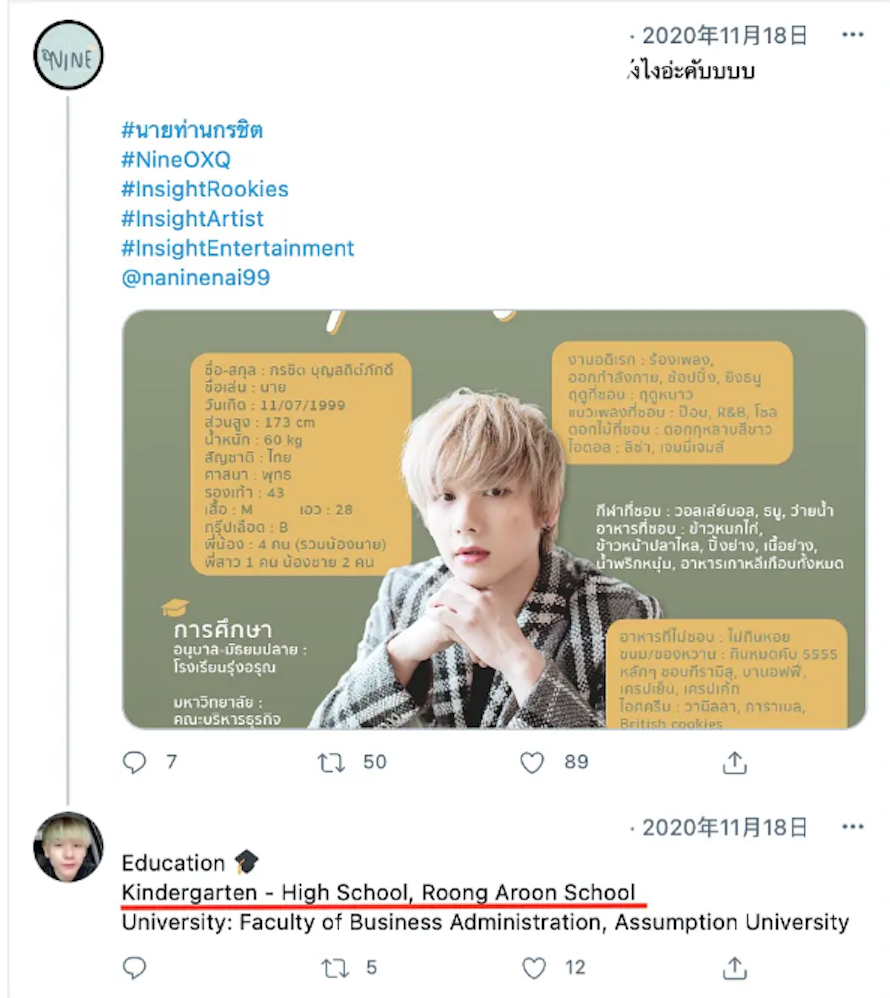 NINE
· 2020年11月18日
ังไงอ่ะคับบบบ
#นายท่านกรชิต
#NineOXQ
#InsightRookies
#InsightArtist
#InsightEntertainment
@naninenai99
ชื่อ-สกุล : กรชิต บุญสถิต์ภักดี
ชื่อเล่น : นาย
วันเกิด : 11/07/1999
ส่วนสูง : 173 cm
น้ำหนัก : 60 kg
สัญชาติ : ไทย
ศาสนา : พุทธ
รองเท้า : 43
เสื้อ : M เอว : 28
กรุ๊ปเลือด : B
พี่น้อง : 4 คน (รวมน้องนาย)
พี่สาว 1 คน น้องชาย 2 คน
งานอดิเรก : ร้องเพลง,
ออกกำลังกาย, ช้อปปิ้ง, ยิงธนู
ฤดูที่ชอบ : ฤดูหนาว
แนวเพลงที่ชอบ : ป๊อบ, R&B, โซล
ดอกไม้ที่ชอบ : ดอกกุหลาบสีขาว
ไอดอล : ลิซ่า, เจมมี่เจมส์
กีฬาที่ชอบ : วอลเล่ย์บอล, ธนู, ว่ายน้ำ
อาหารที่ชอบ : ข้าวหมกไก่,
ข้าวหน้าปลาไหล, ปิ้งย่าง, เนื้อย่าง,
น้ำพริกหนุ่ม, อาหารเกาหลีเกือบทั้งหมด
การศึกษา
อนุบาล-มัธยมปลาย :
โรงเรียนรุ่งอรุณ
มหาวิทยาลัย :
คณะบริหารธุรกิจ
อาหารที่ไม่ชอบ : ไม่กินหอย
ขนม/ของหวาน : กินหมดคับ 5555
หลักๆ ชอบทีรามิสุ, บานอฟฟี่,
เครปเย็น, เครปเค้ก
ไอศครีม : วานิลลา, คาราเมล,
British cookies
7 50 89
· 2020年11月18日
Education
Kindergarten - High School, Roong Aroon School
University: Faculty of Business Administration, Assumption University
5 12